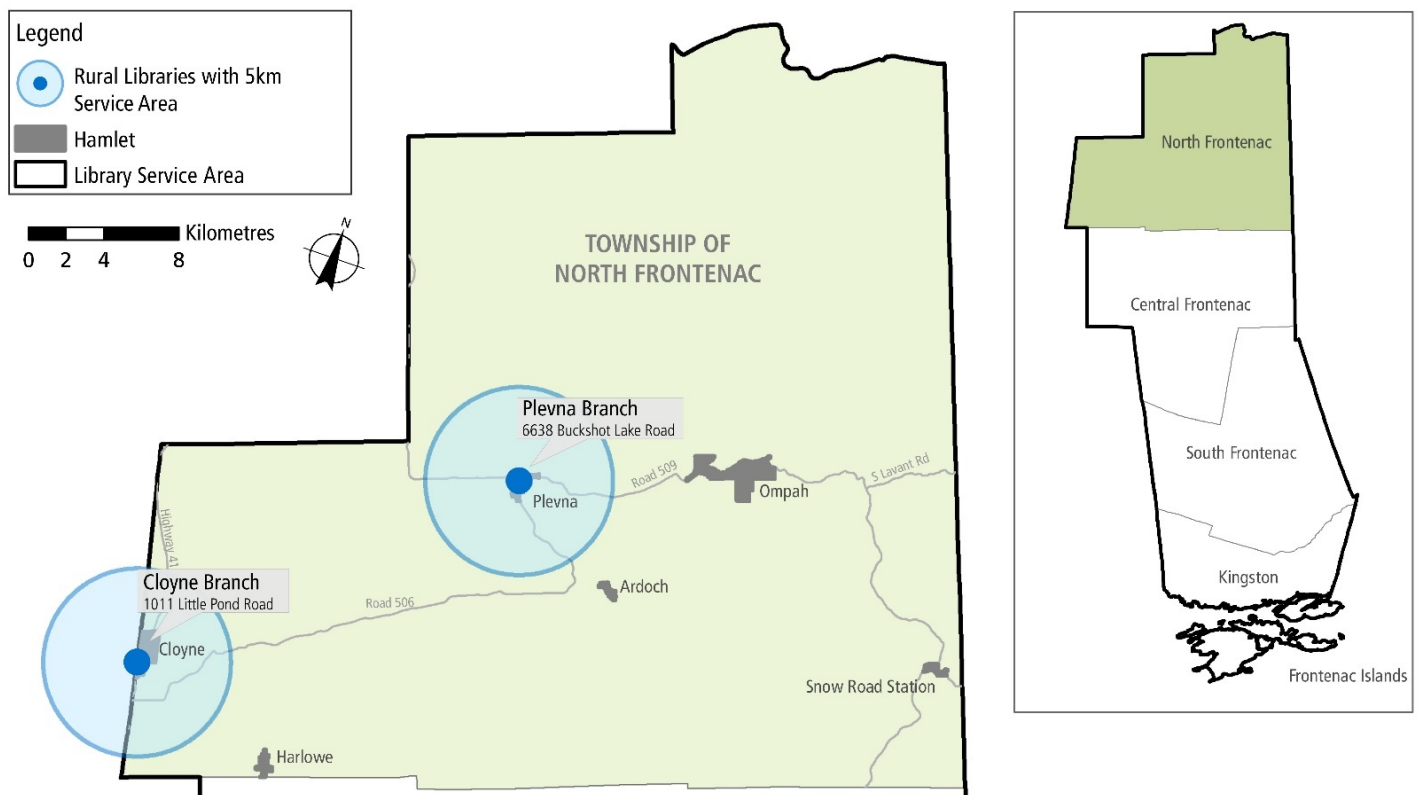 Legend
Rural Libraries with 5km
Service Area
Hamlet
Library Service Area
Kilometres
0 2 4 8
N
TOWNSHIP OF
NORTH FRONTENAC
Plevna Branch
6638 Buckshot Lake Road
Plevna
Road 509
Ompah
S Lavant Rd
Highway 41
Cloyne Branch
1011 Little Pond Road
Cloyne
Road 506
Ardoch
Snow Road Station
Harlowe
North Frontenac
Central Frontenac
South Frontenac
Kingston
Frontenac Islands